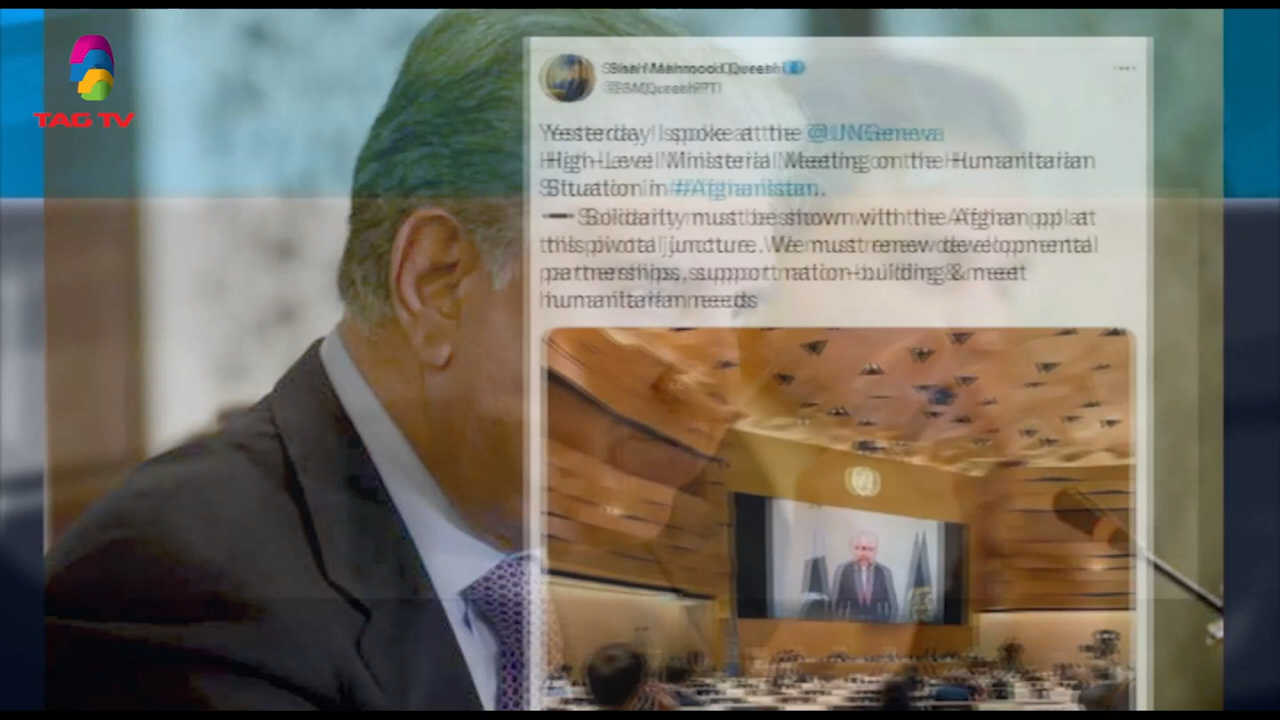 TAG TV
Shah Mahmood Qureshi
@SMQureshiPTI
Yesterday I spoke at the @UNGeneva
High-Level Ministerial Meeting on the Humanitarian
Situation in #Afghanistan.
Solidarity must be shown with the Afghan ppl at
this pivotal juncture. We must renew developmental
partnerships, support nation-building & meet
humanitarian needs